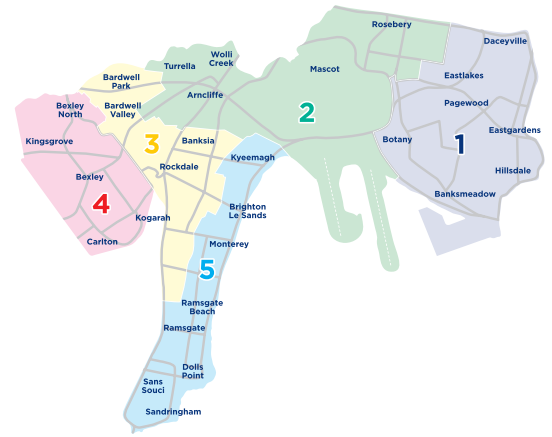 Rosebery
Daceyville
Wolli
Creek
Turrella
Mascot
Eastlakes
Bardwell
Park
Arncliffe
Pagewood
Bexley
North
Bardwell
Valley
2
Eastgardens
Kingsgrove
3
Banksia
Botany
1
Kyeemagh
Rockdale
Hillsdale
Bexley
Banksmeadow
4
Brighton
Le Sands
Kogarah
Carlton
Monterey
5
Ramsgate
Beach
Ramsgate
Dolls
Point
Sans
Souci
Sandringham